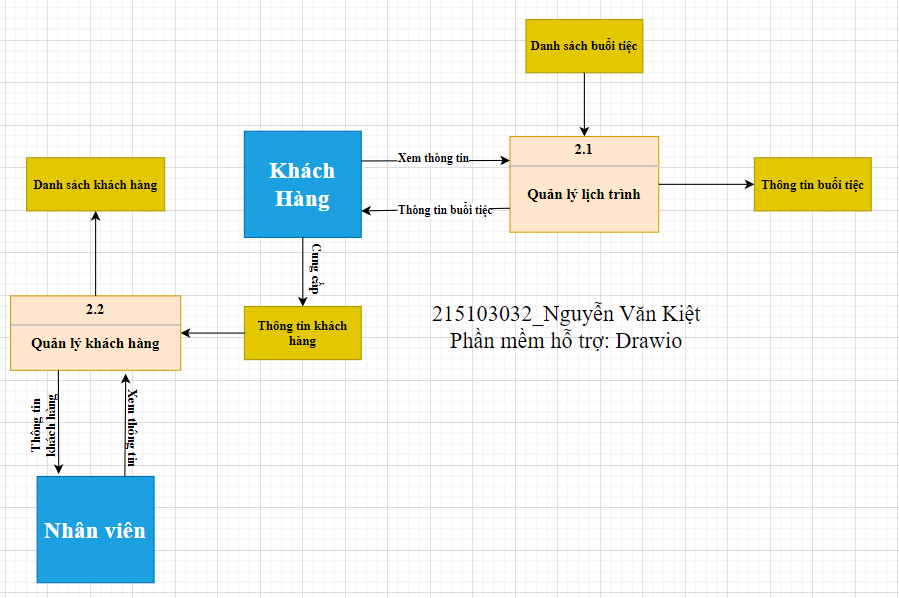 Danh sách buổi tiệc
2.1
Quản lý lịch trình
Thông tin buổi tiệc
Khách
Hàng
Xem thông tin
Thông tin buổi tiệc
Danh sách khách hàng
Cung cấp
2.2
Quản lý khách hàng
Thông tin khách
hàng
215103032_Nguyễn Văn Kiệt
Phần mềm hỗ trợ: Drawio
Thông tin
khách hàng
Xem thông tin
Nhân viên